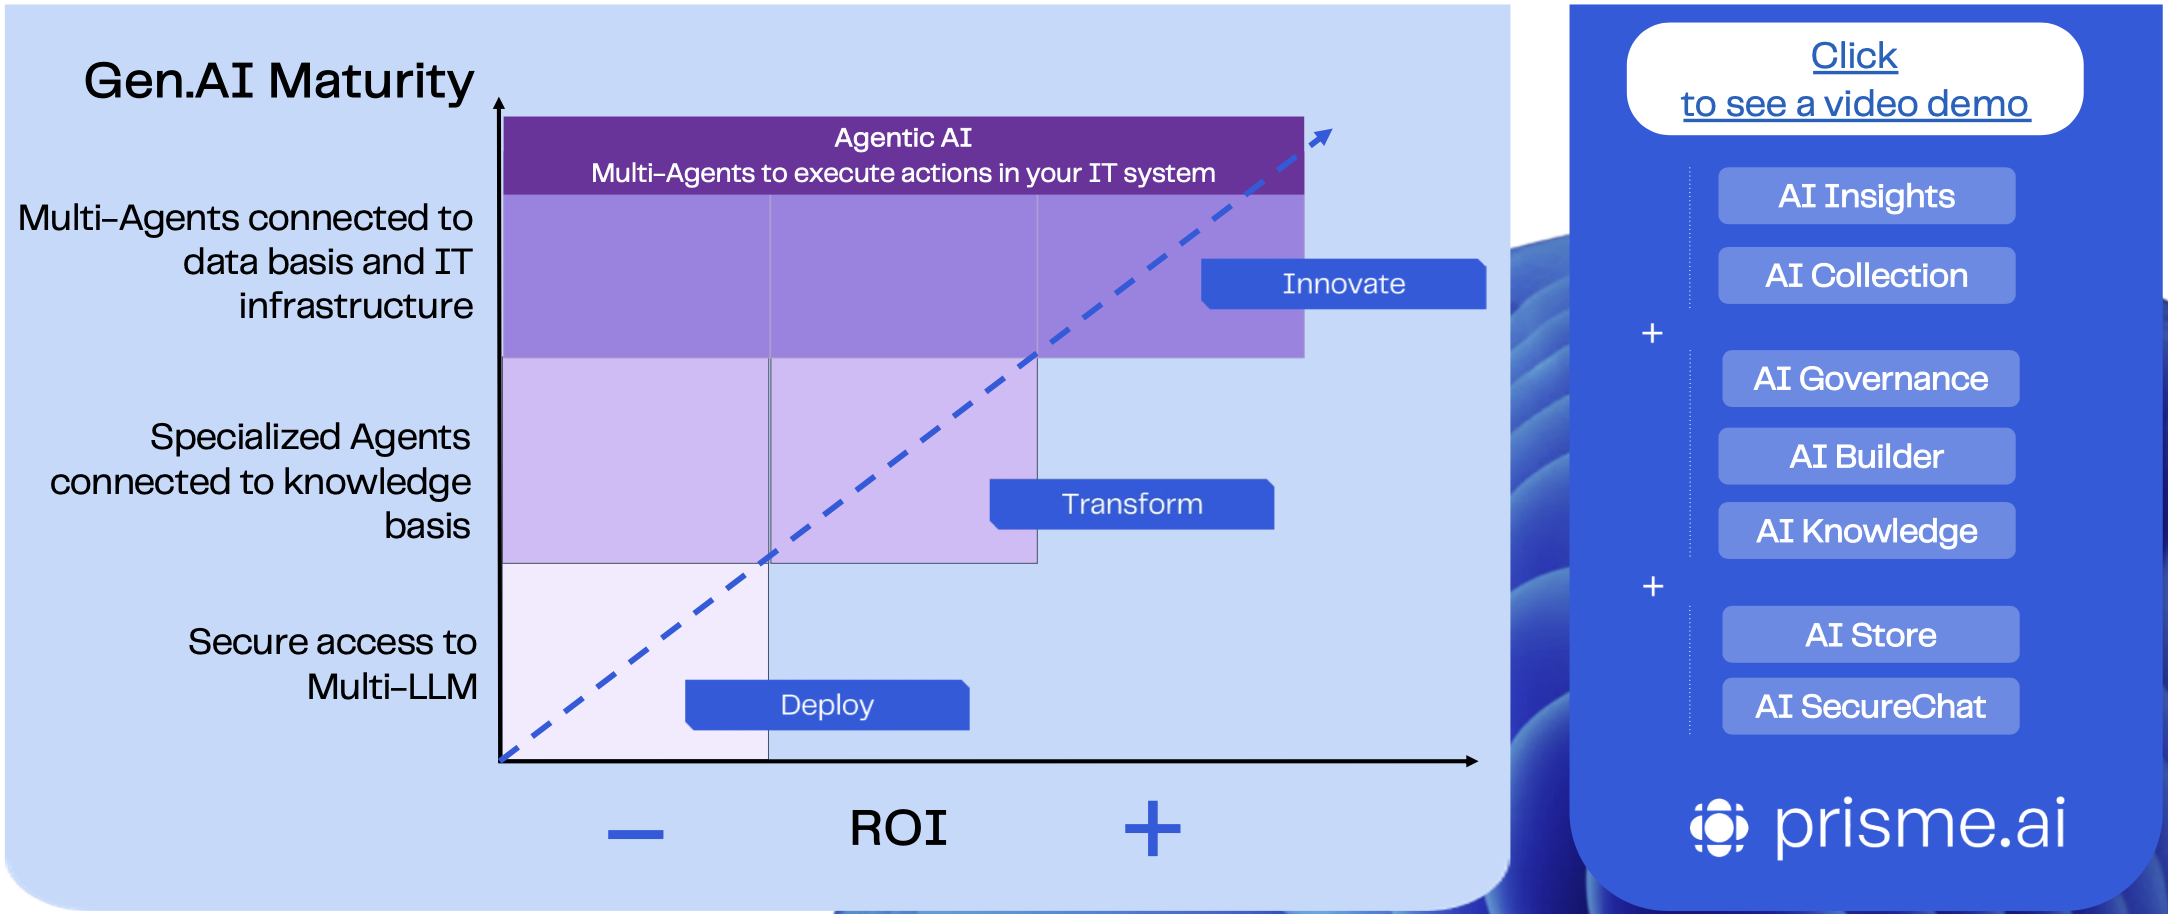 Gen.AI Maturity
Agentic AI
Multi-Agents to execute actions in your IT system
Multi-Agents connected to
data basis and IT
infrastructure
Innovate
Specialized Agents
connected to knowledge
basis
Transform
Secure access to
Multi-LLM
Deploy
− ROI +
Click
to see a video demo
AI Insights
AI Collection
+
AI Governance
AI Builder
AI Knowledge
+
AI Store
AI SecureChat
prisme.ai